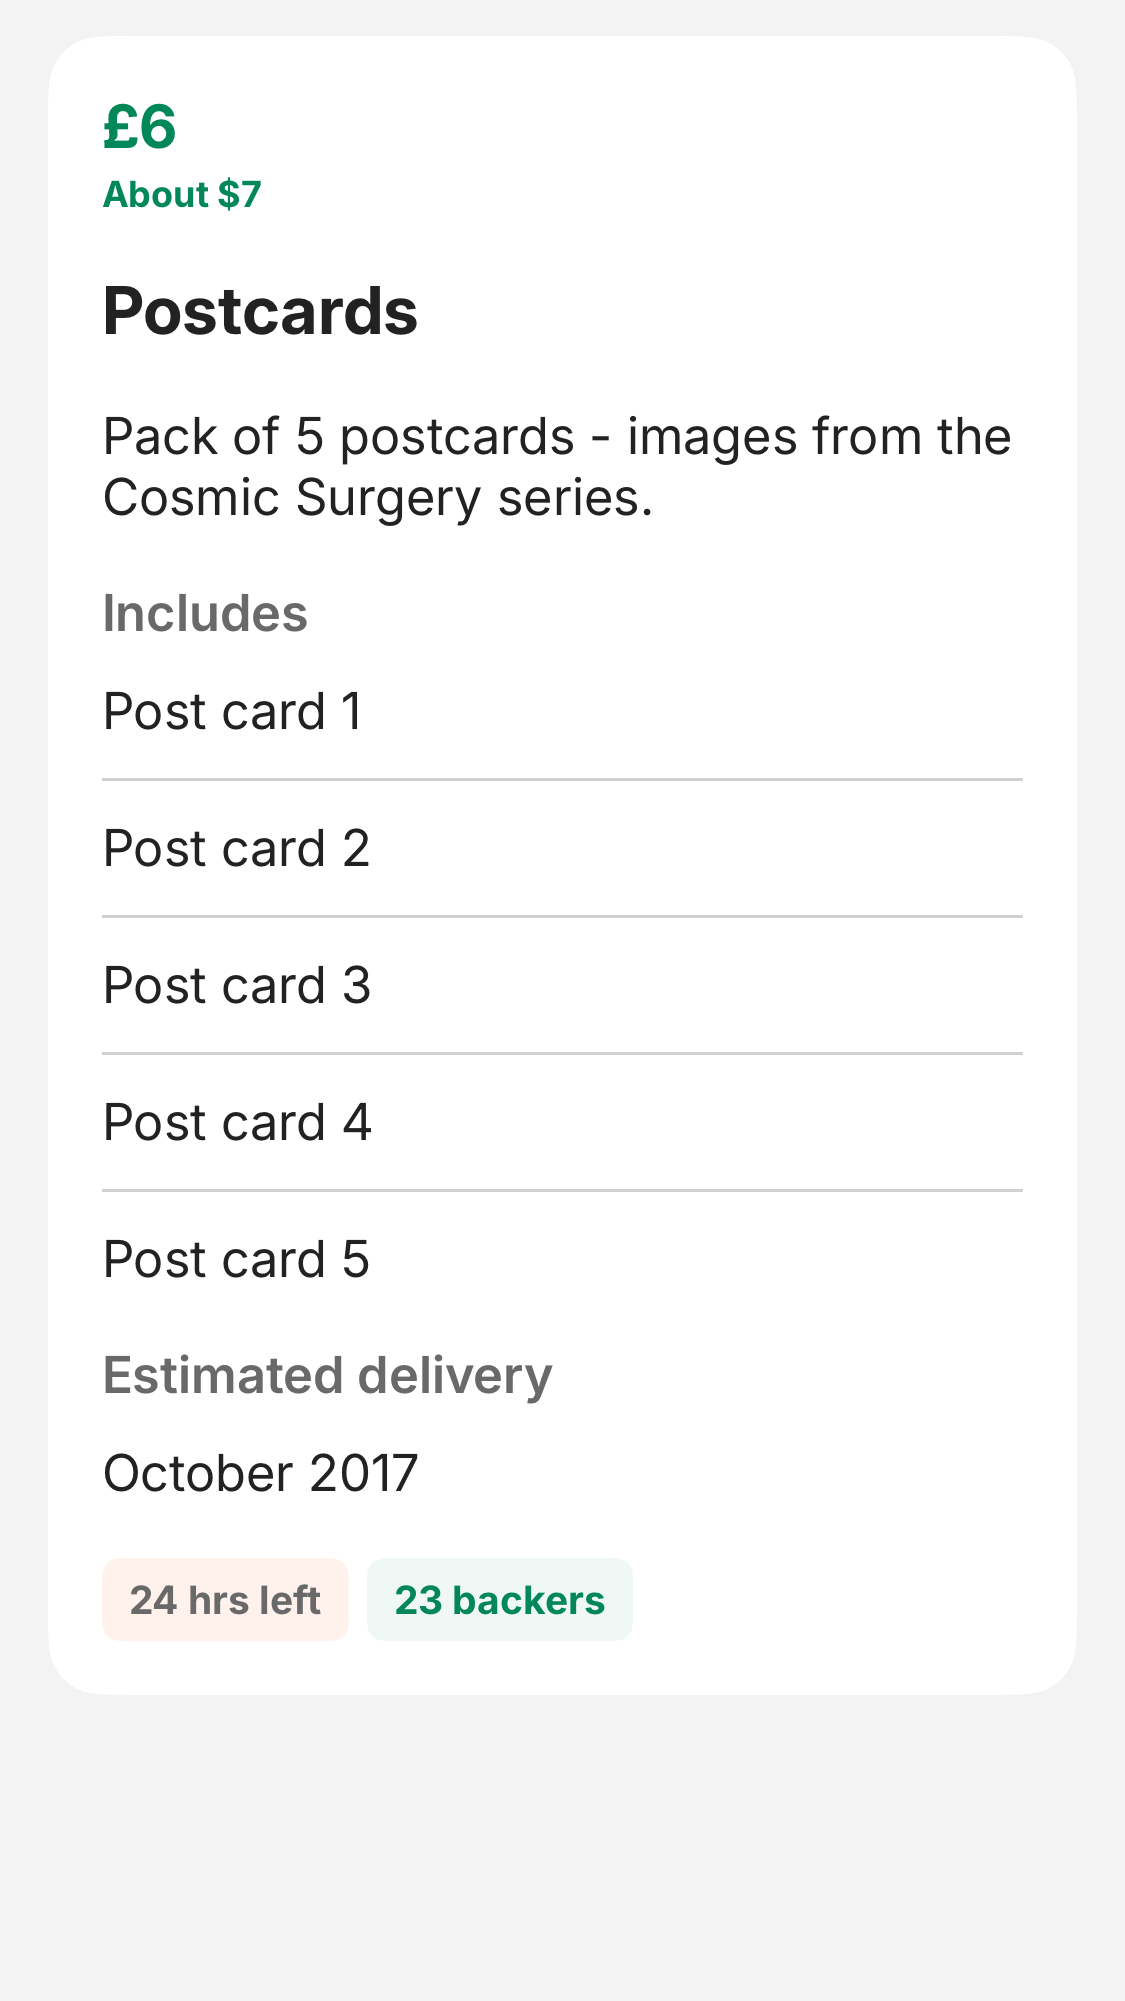 £6
About $7
Postcards
Pack of 5 postcards - images from the
Cosmic Surgery series.
Includes
Post card 1
Post card 2
Post card 3
Post card 4
Post card 5
Estimated delivery
October 2017
24 hrs left
23 backers